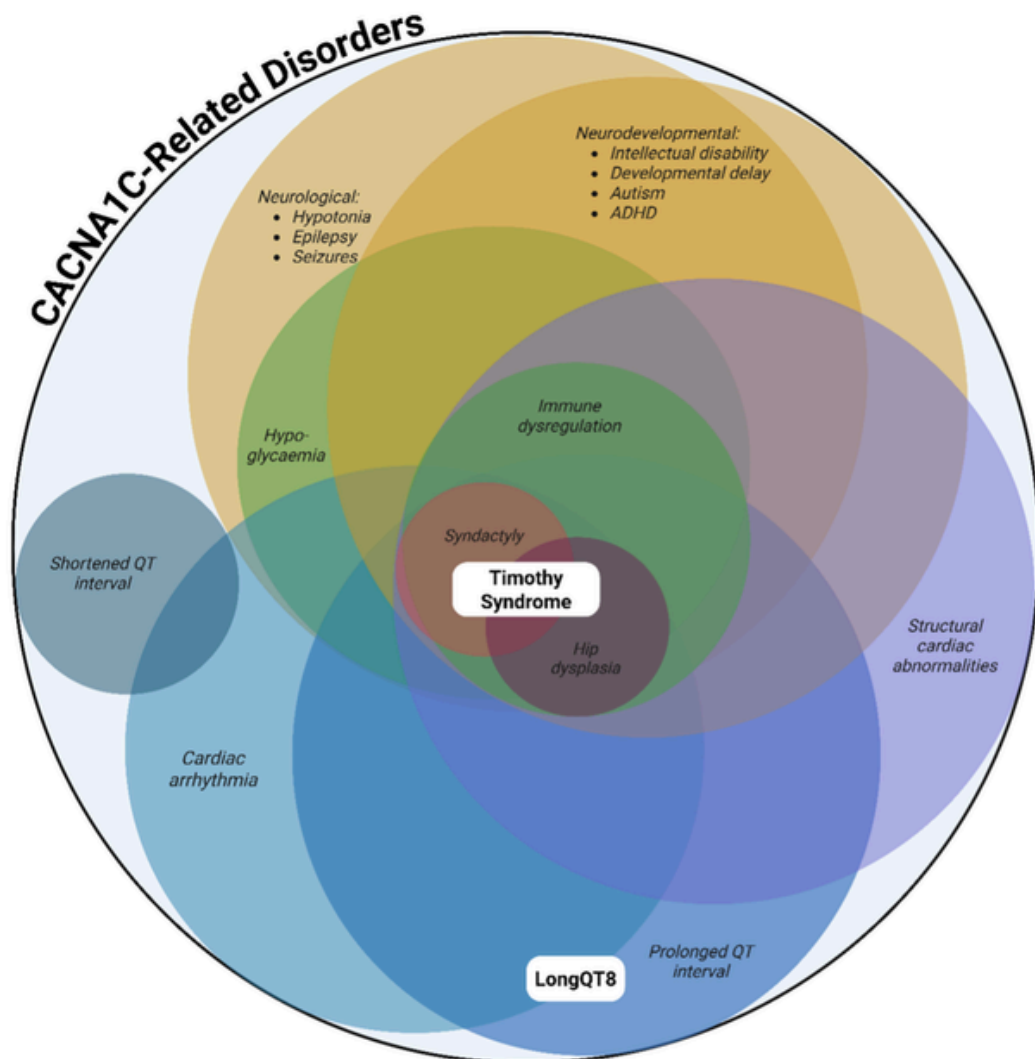 CACNA1C-Related Disorders
Neurodevelopmental:
• Intellectual disability
• Developmental delay
• Autism
• ADHD
Neurological:
• Hypotonia
• Epilepsy
• Seizures
Immune
dysregulation
Hypo-
glycaemia
Syndactyly
Shortened QT
interval
Timothy
Syndrome
Hip
dysplasia
Structural
cardiac
abnormalities
Cardiac
arrhythmia
Prolonged QT
interval
LongQT8